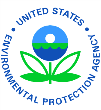 UNITED STATES
ENVIRONMENTAL PROTECTION AGENCY